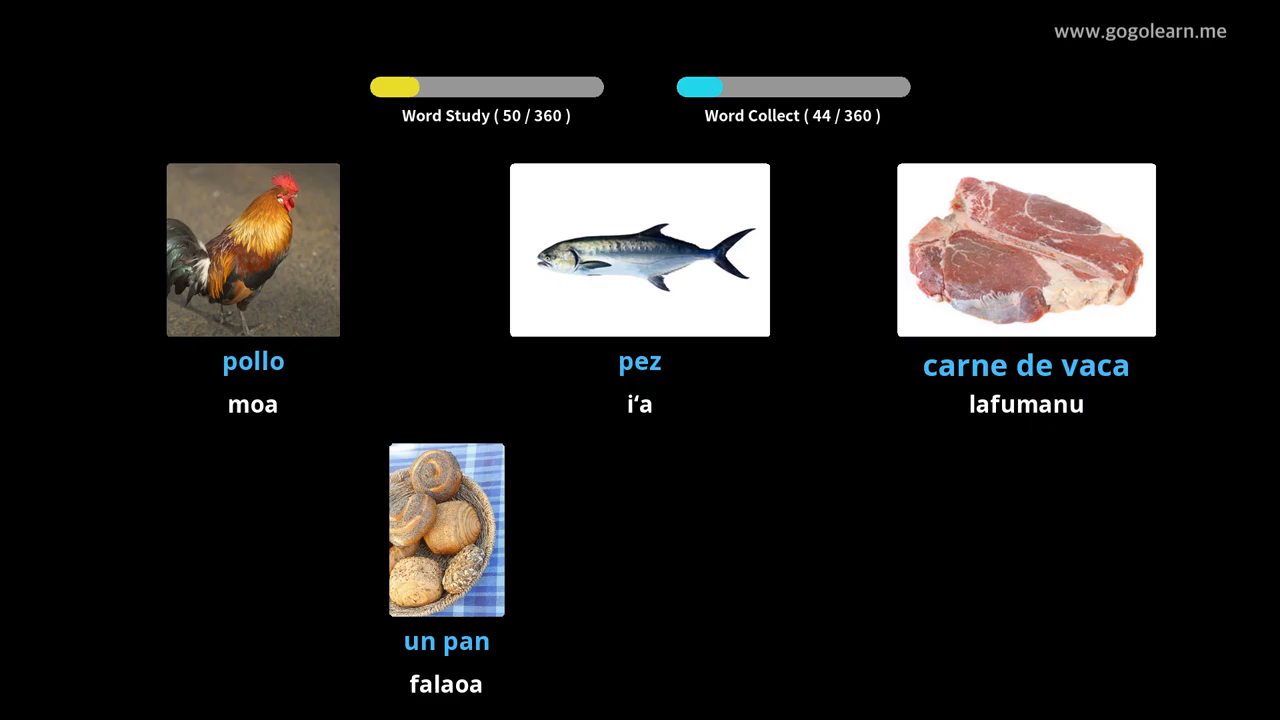 www.gogolearn.me
Word Study ( 50 / 360 )
Word Collect ( 44 / 360 )
pollo
moa
pez
i‘a
carne de vaca
lafumanu
un pan
falaoa